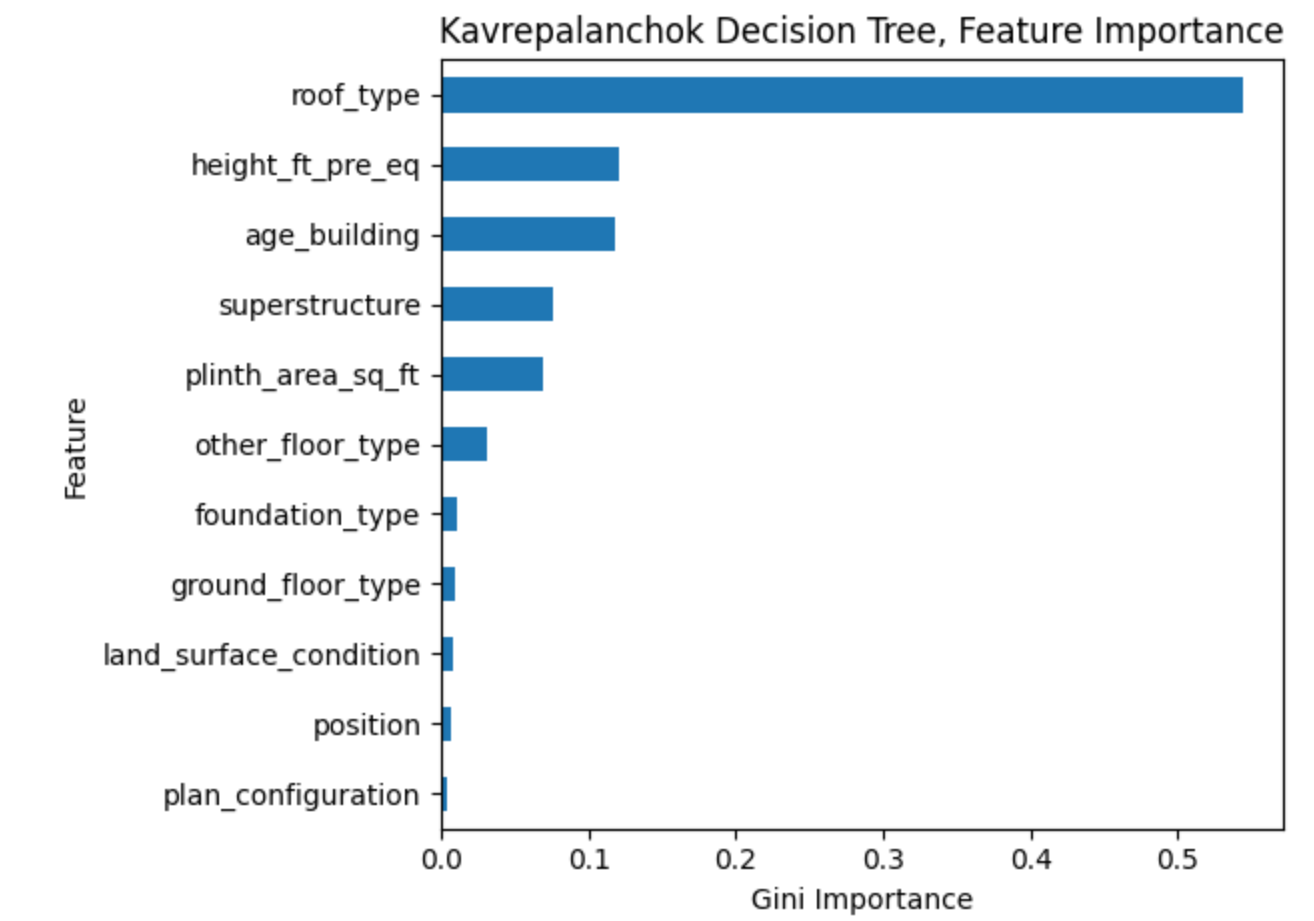 Kavrepalanchok Decision Tree, Feature Importance
roof_type
height_ft_pre_eq
age_building
superstructure
plinth_area_sq_ft
other_floor_type
foundation_type
ground_floor_type
land_surface_condition
position
plan_configuration
Feature
0.0 0.1 0.2 0.3 0.4 0.5
Gini Importance